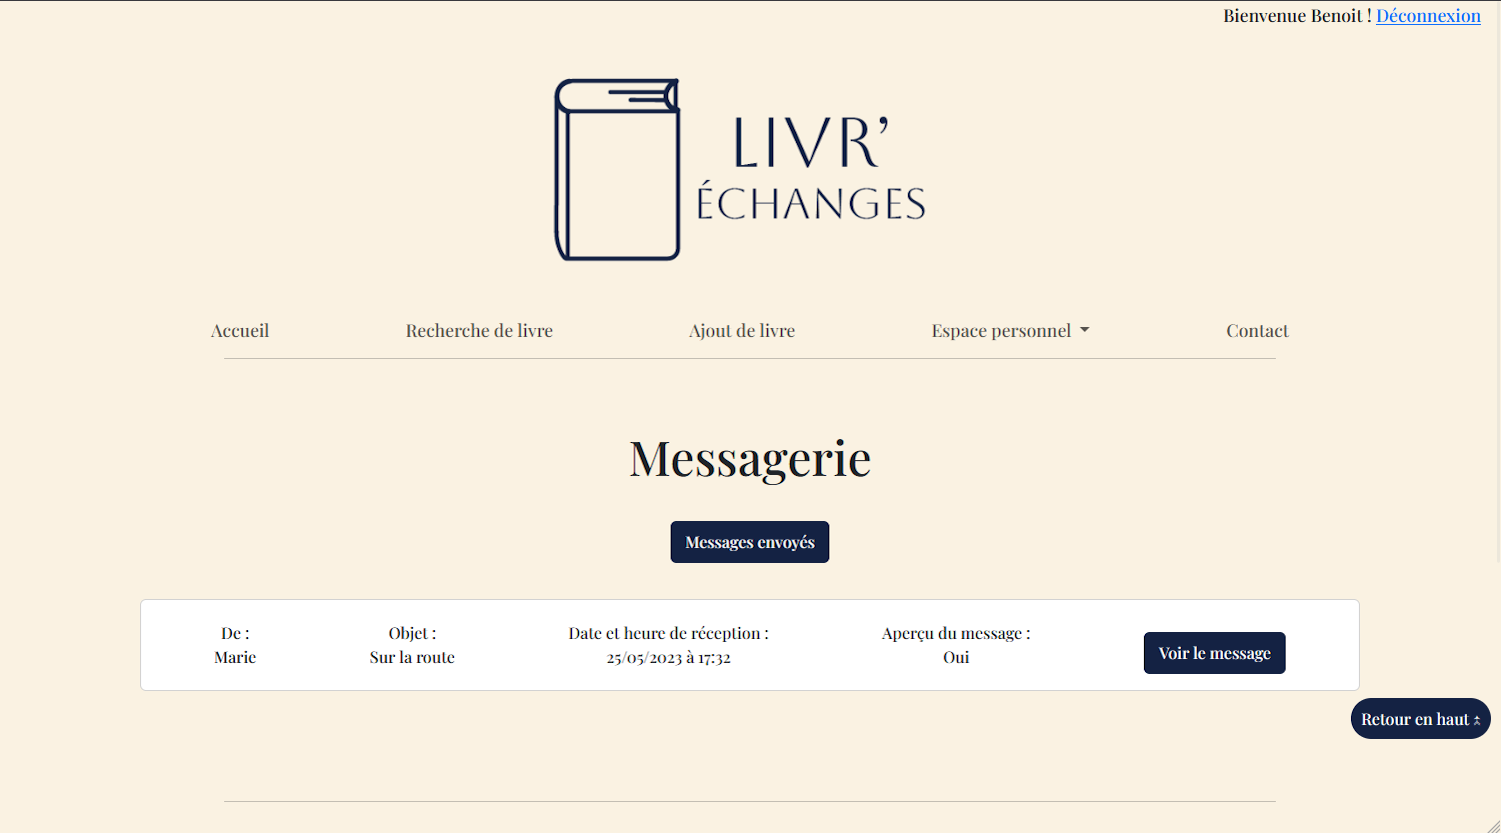 Bienvenue Benoit ! Déconnexion
LIVR’
ÉCHANGES
Accueil
Recherche de livre
Ajout de livre
Espace personnel
Contact
Messagerie
Messages envoyés
De :
Marie
Objet :
Sur la route
Date et heure de réception :
25/05/2023 à 17:32
Aperçu du message :
Oui
Voir le message
Retour en haut